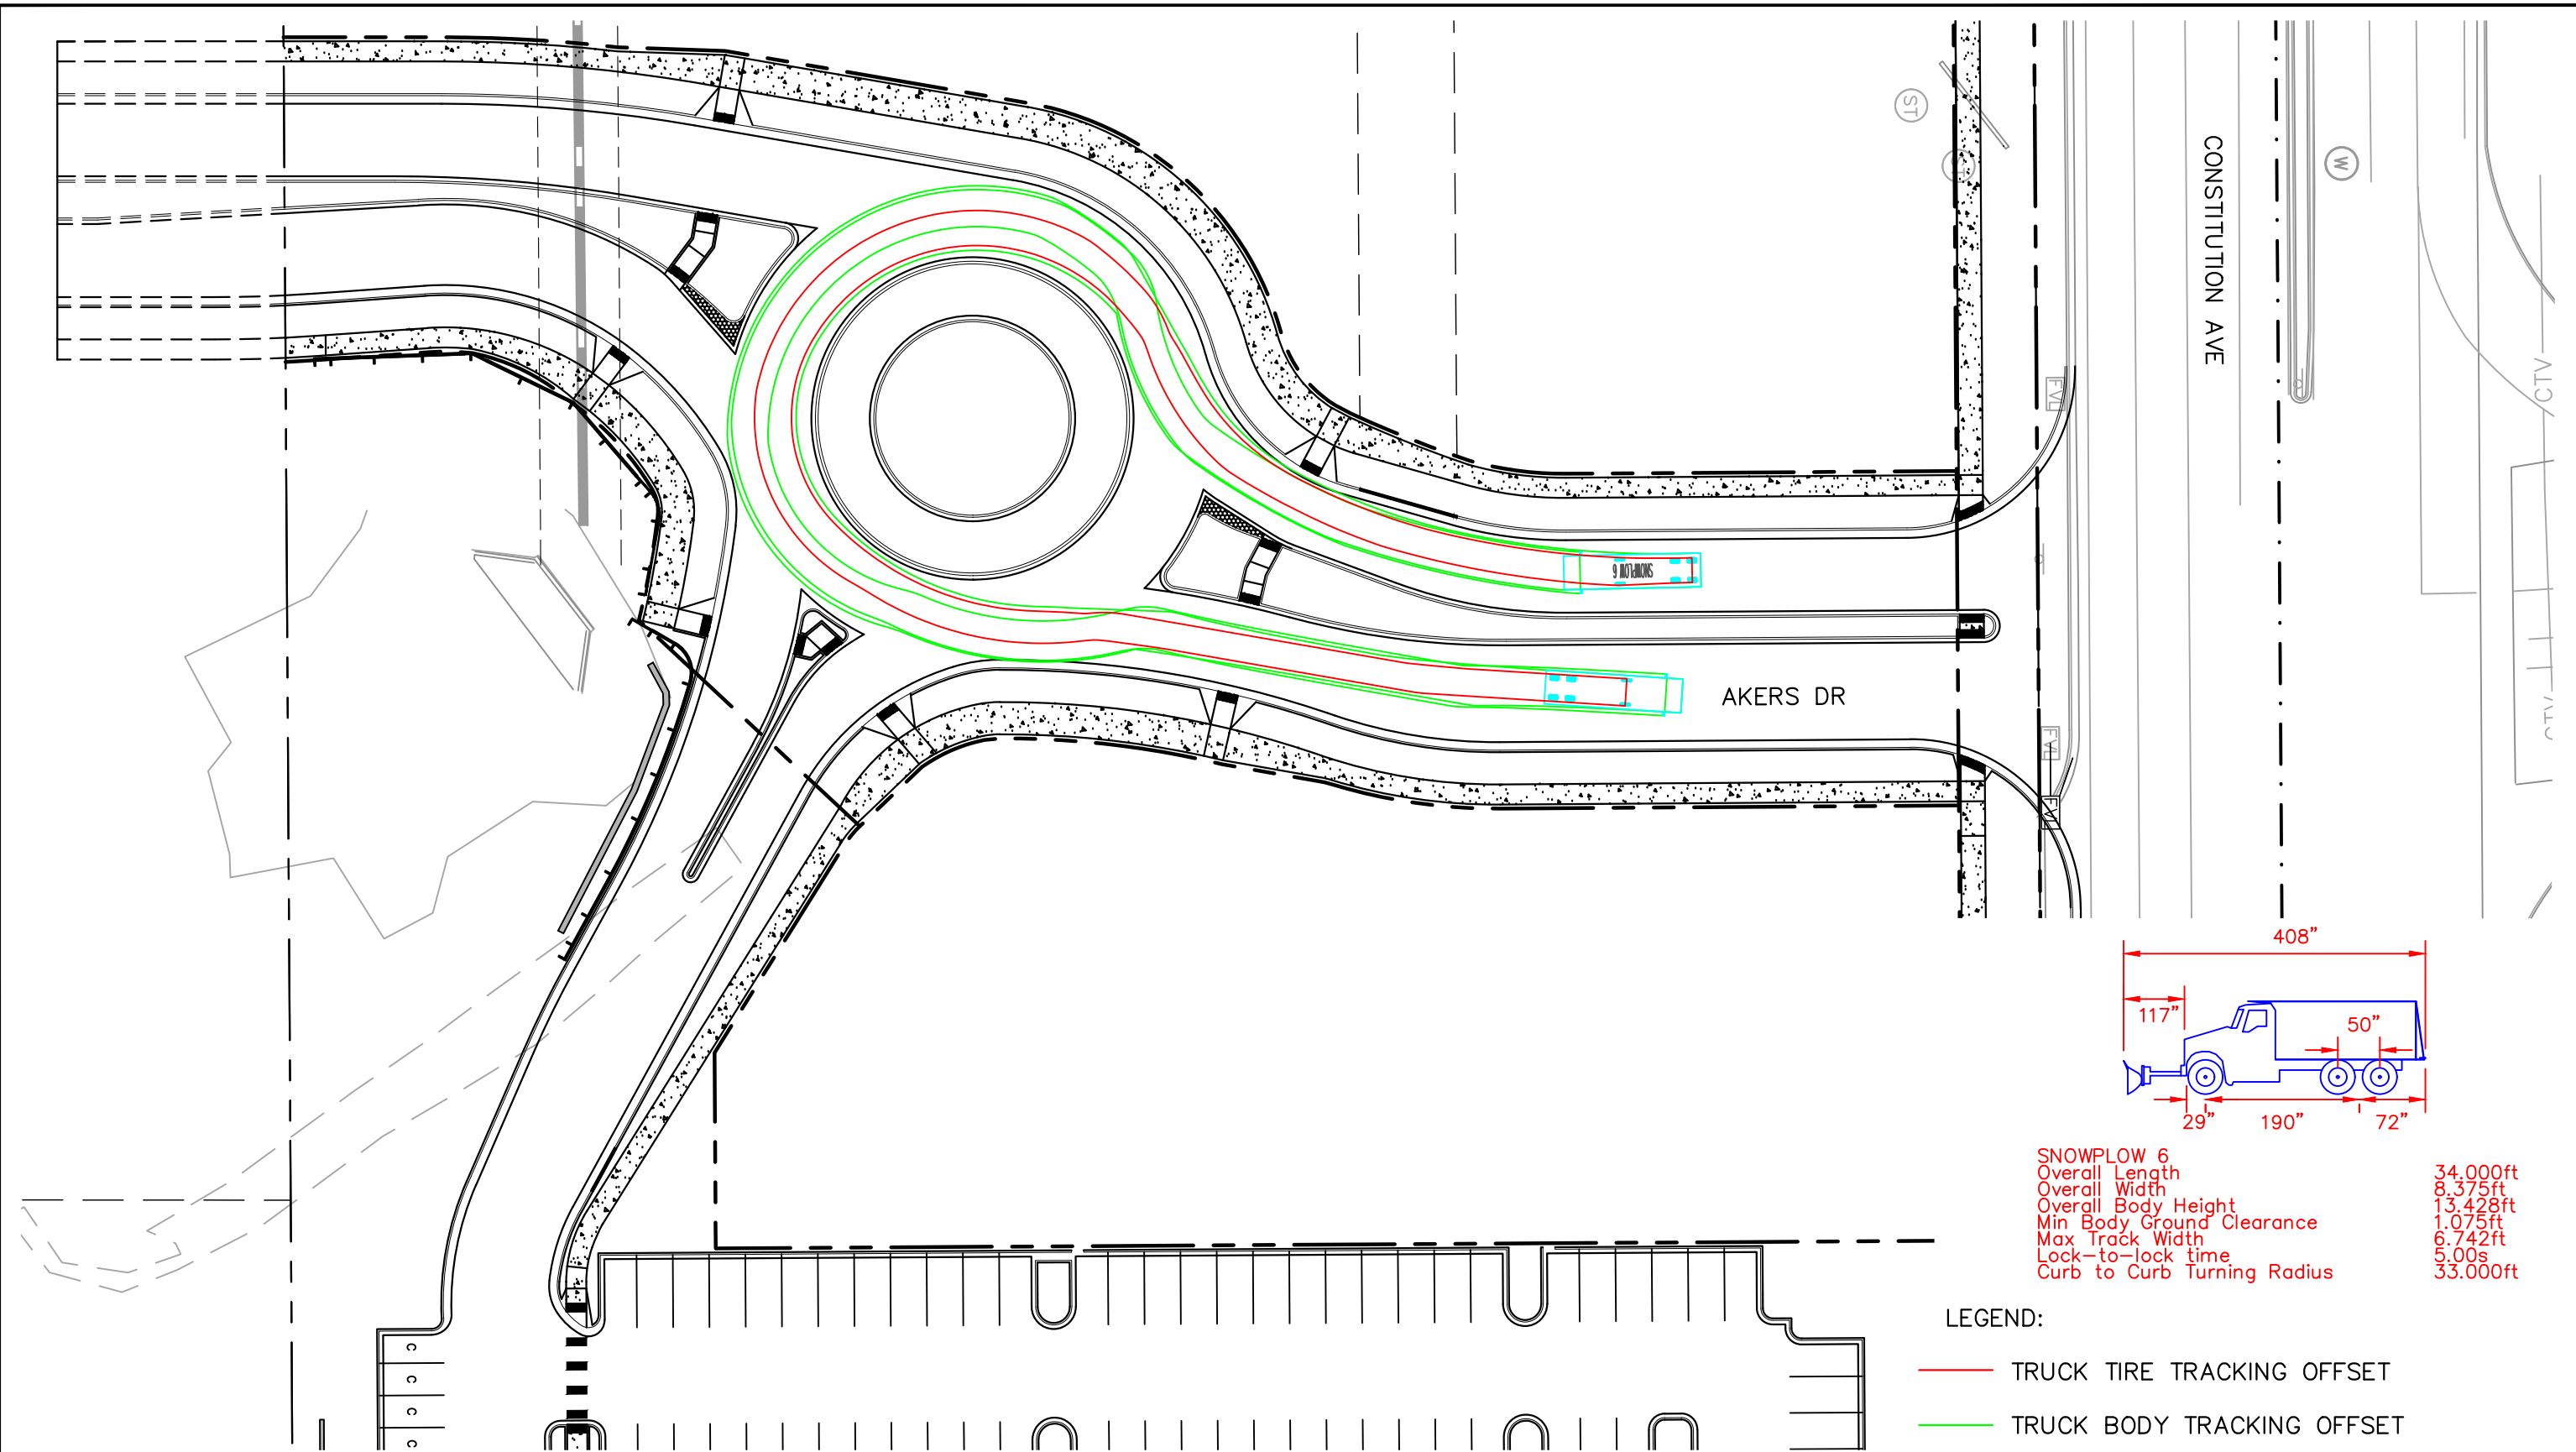 ST
W
CONSTITUTION AVE
CTV
FVL
SNOWPLOW 6
AKERS DR
FVL
FVL
408"
117"
50"
29"
190"
72"
SNOWPLOW 6
Overall Length 34.000ft
Overall Width 8.375ft
Overall Body Height 13.428ft
Min Body Ground Clearance 1.075ft
Max Track Width 6.742ft
Lock-to-lock time 5.00s
Curb to Curb Turning Radius 33.000ft
LEGEND:
TRUCK TIRE TRACKING OFFSET
TRUCK BODY TRACKING OFFSET
C
C
C
C